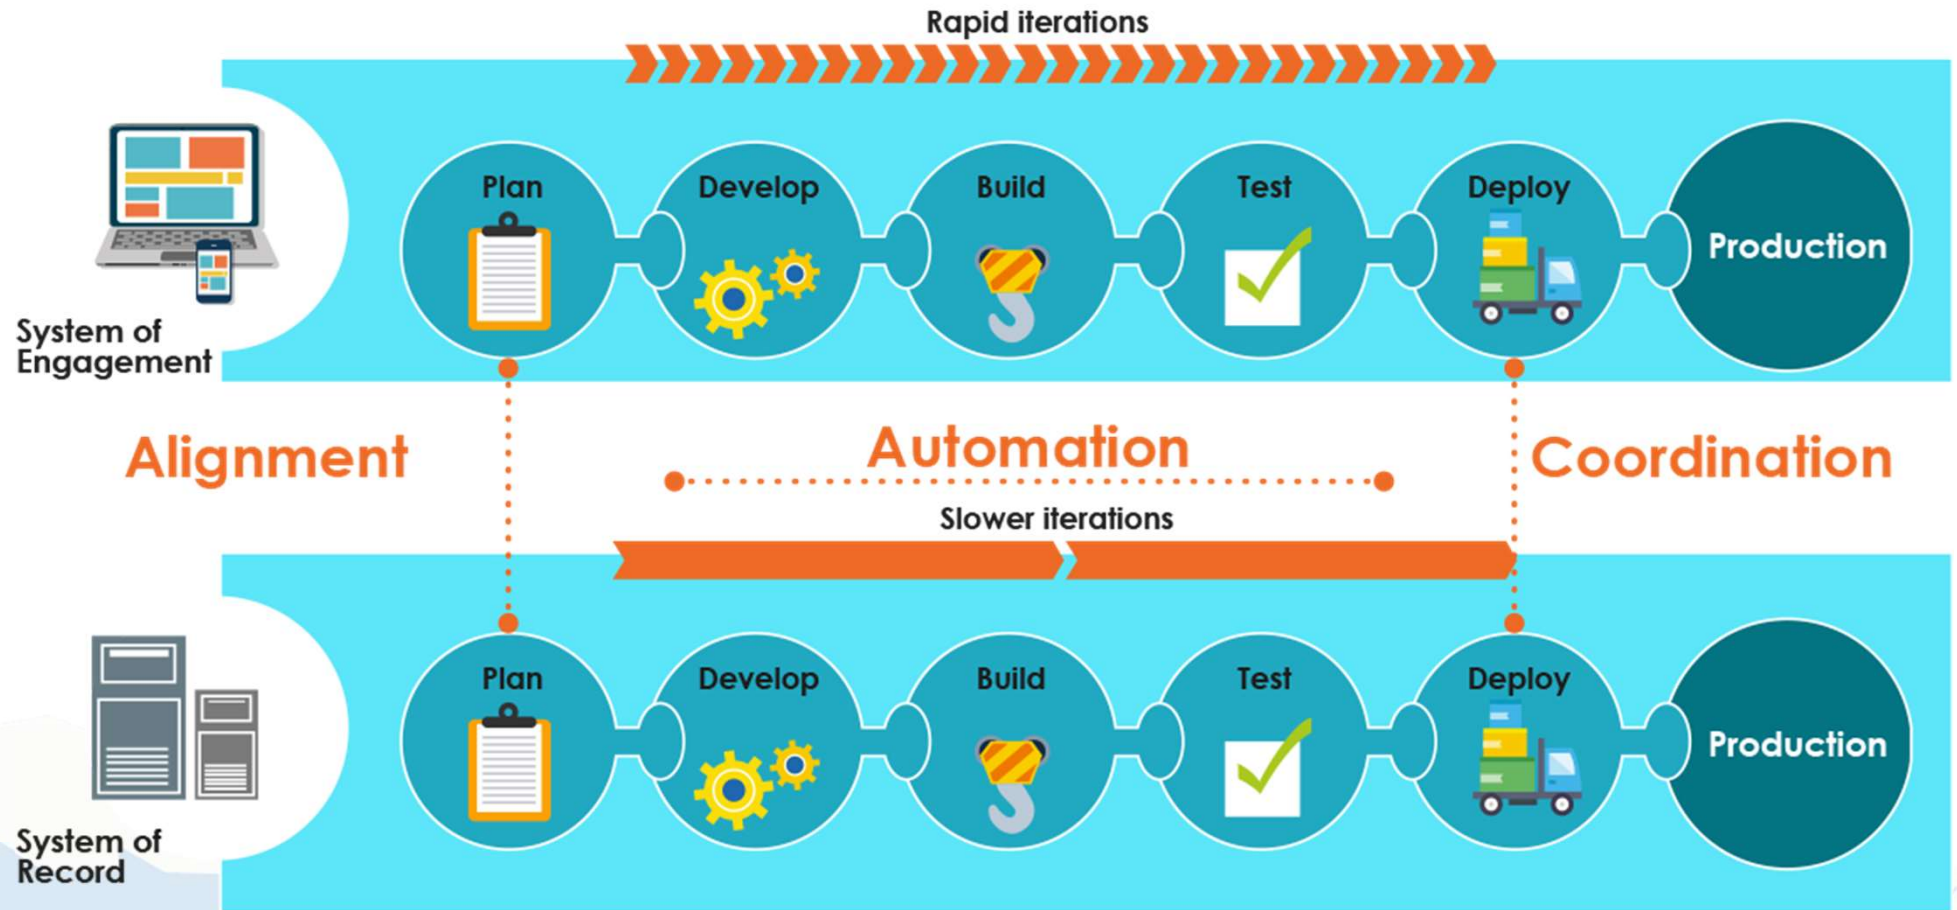 Rapid iterations
Plan
Develop
Build
Test
Deploy
Production
System of
Engagement
Alignment
Automation
Coordination
Slower iterations
Plan
Develop
Build
Test
Deploy
Production
System of
Record